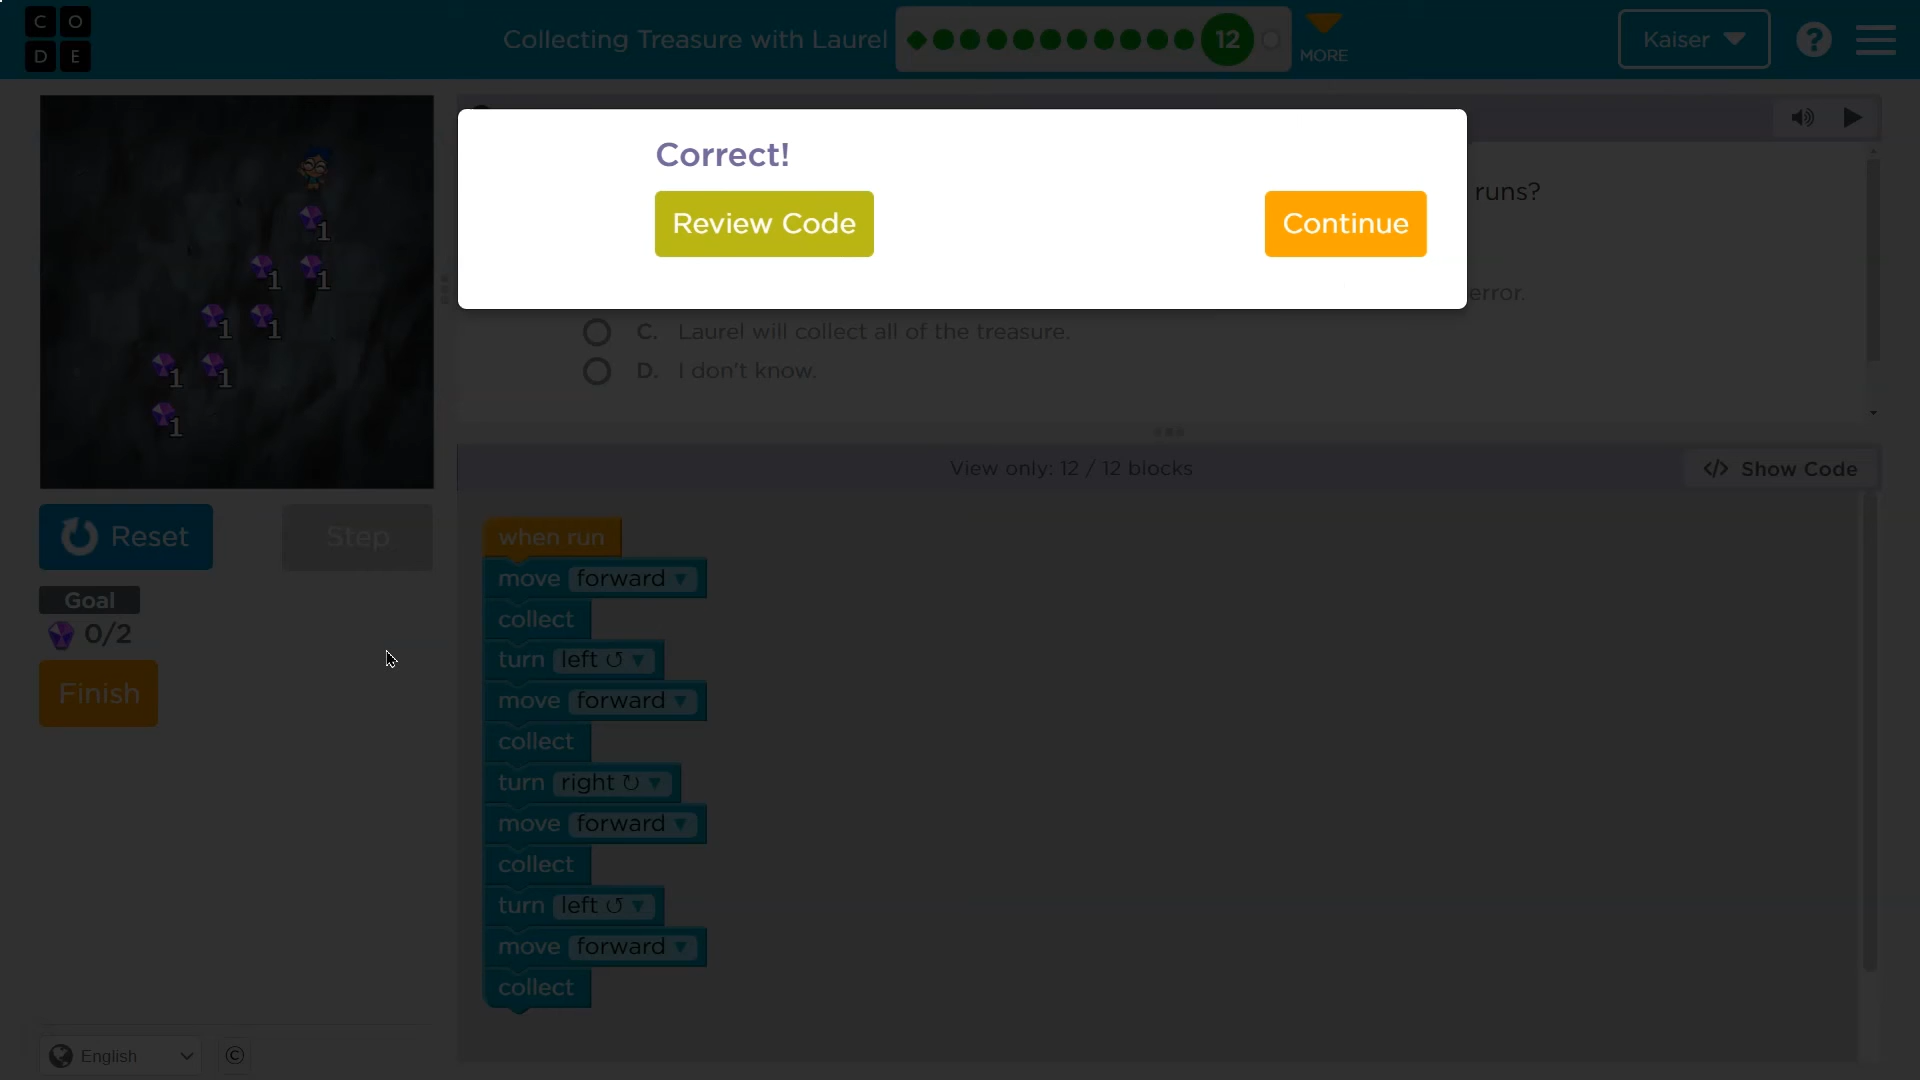 CODE
Collecting Treasure with Laurel
12
MORE
Kaiser
?
Correct!
Review Code
Continue
runs?
error.
C. Laurel will collect all of the treasure.
D. I don't know.
1
1 1
1 1
1 1
1
Reset
Step
Goal
0/2
Finish
View only: 12 / 12 blocks
</> Show Code
when run
move forward ▼
collect
turn left ↺ ▼
move forward ▼
collect
turn right ↻ ▼
move forward ▼
collect
turn left ↺ ▼
move forward ▼
collect
English
©